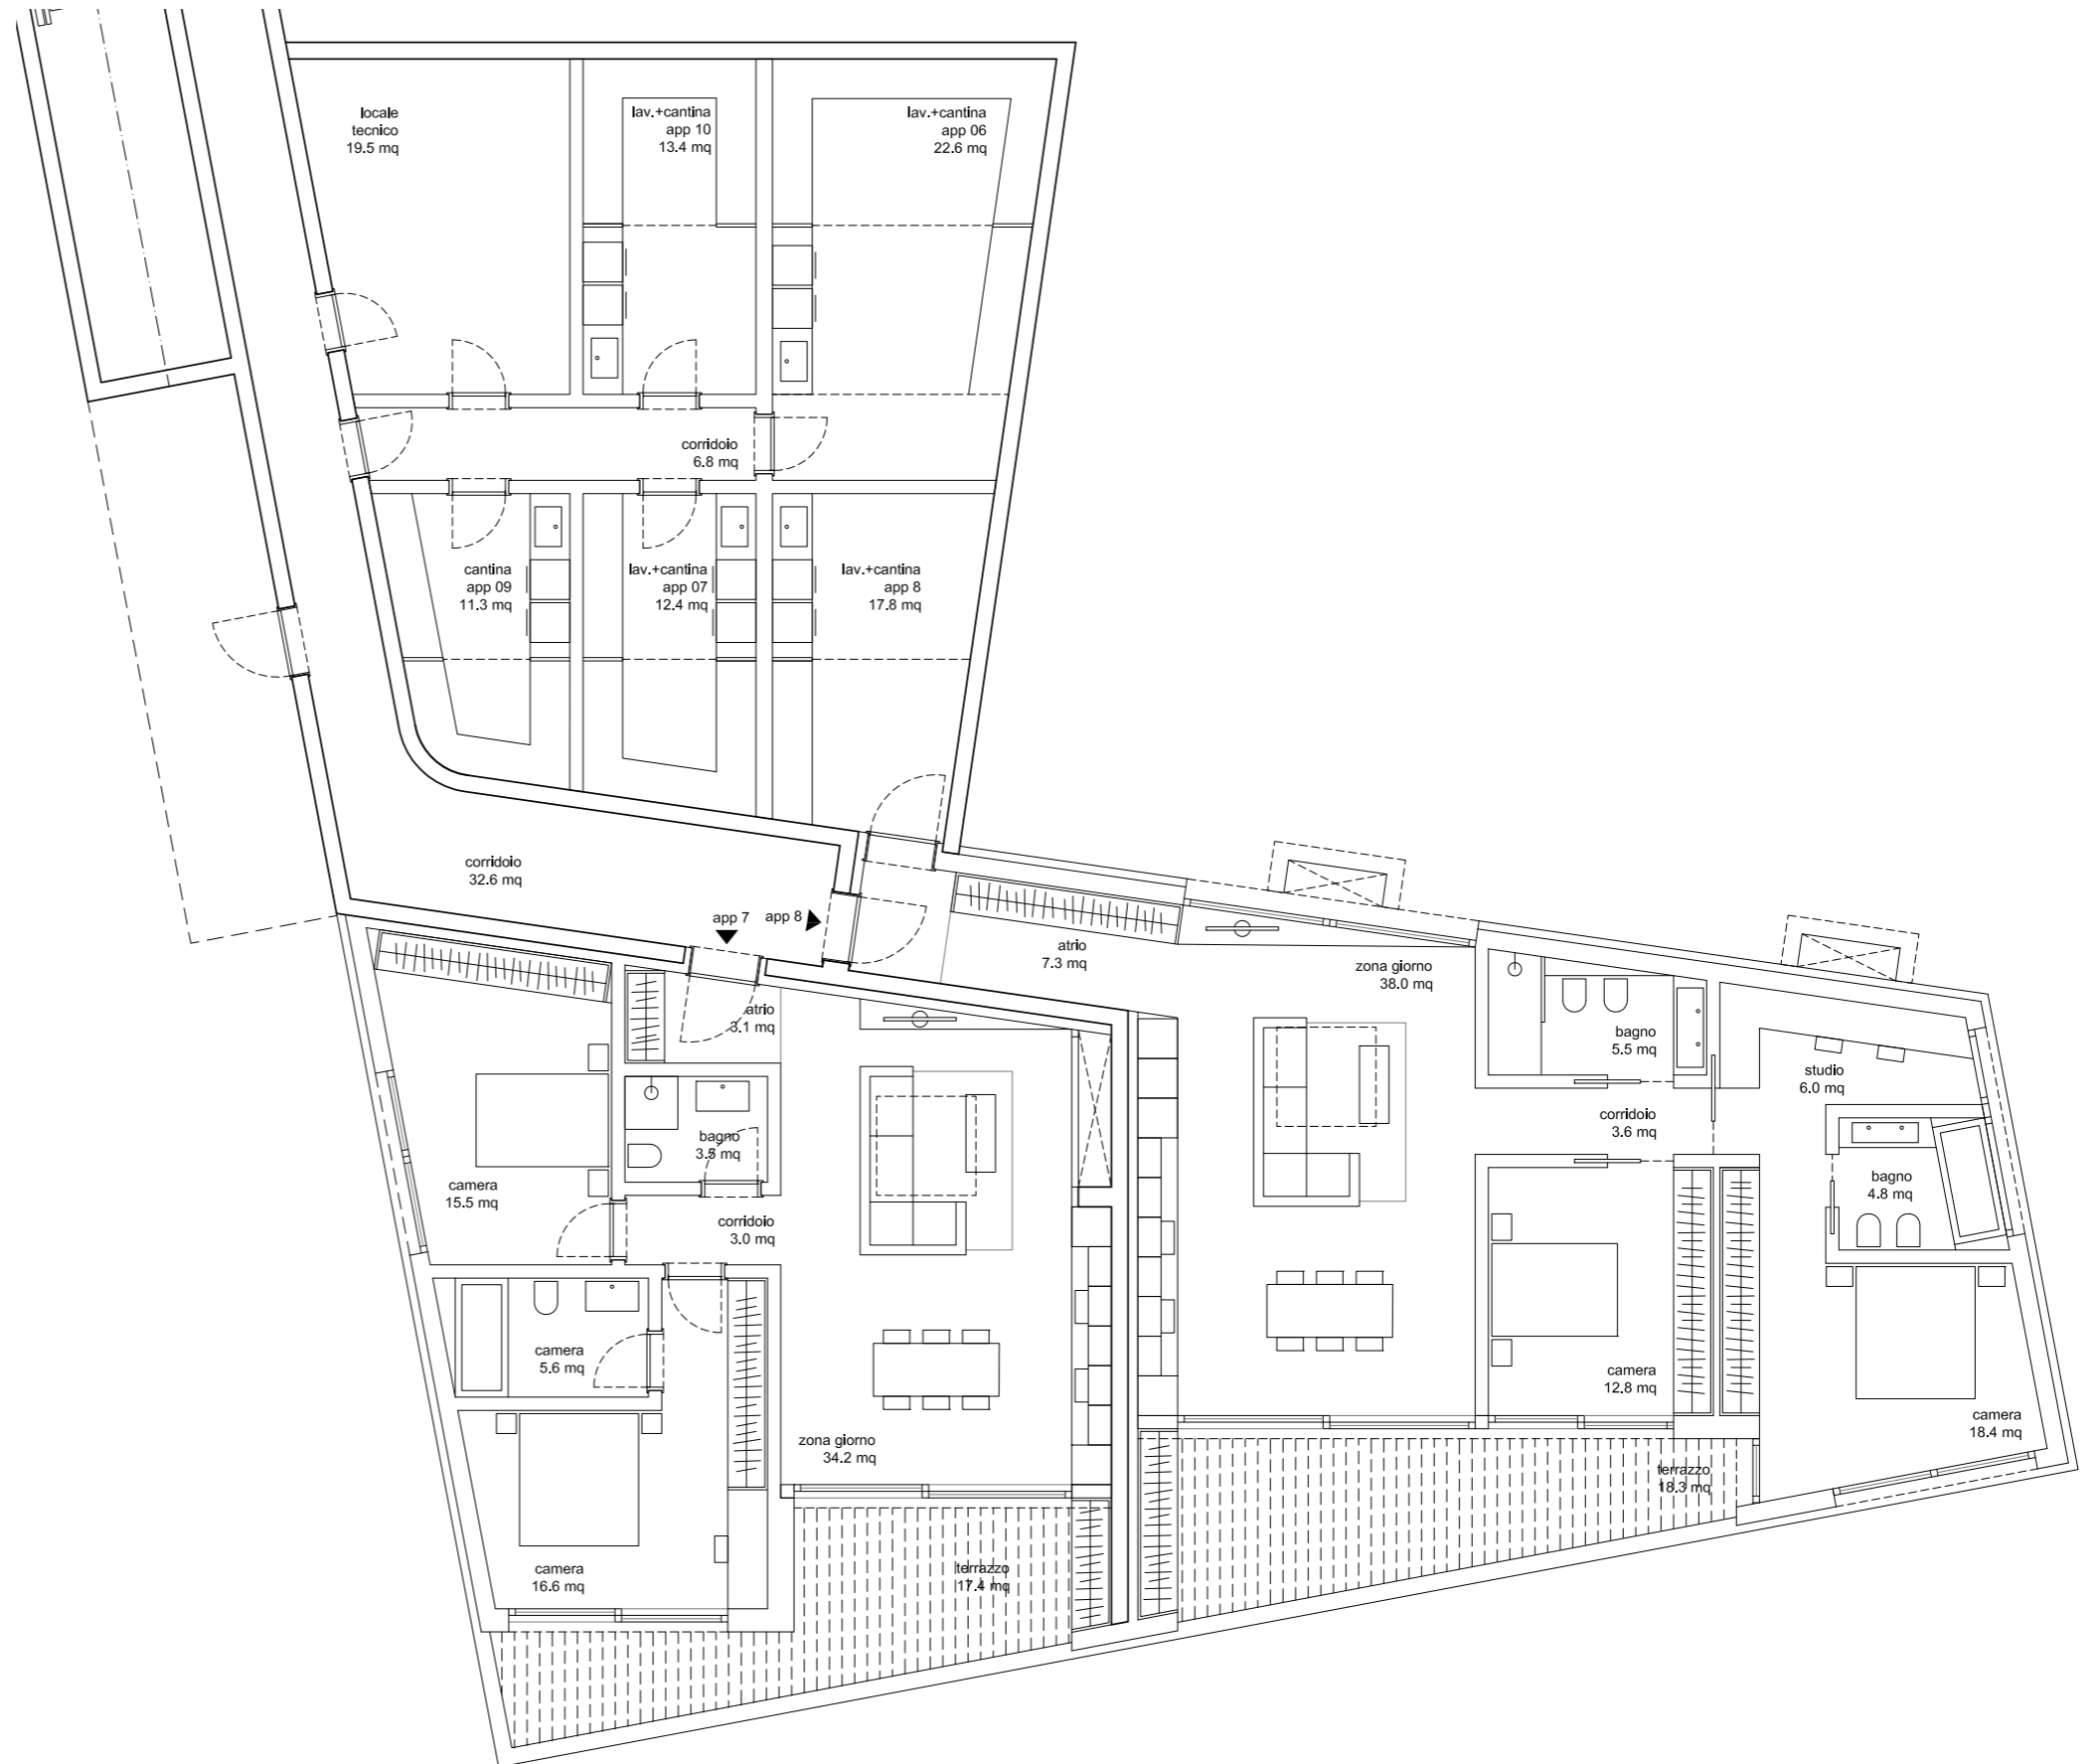 locale
tecnico
19.5 mq
lav.+cantina
app 10
13.4 mq
lav.+cantina
app 06
22.6 mq
corridoio
6.8 mq
cantina
app 09
11.3 mq
lav.+cantina
app 07
12.4 mq
lav.+cantina
app 8
17.8 mq
corridoio
32.6 mq
app 7
app 8
atrio
7.3 mq
zona giorno
38.0 mq
atrio
3.1 mq
bagno
5.5 mq
studio
6.0 mq
corridoio
3.6 mq
bagno
3.5 mq
camera
15.5 mq
bagno
4.8 mq
corridoio
3.0 mq
camera
5.6 mq
camera
12.8 mq
camera
18.4 mq
zona giorno
34.2 mq
terrazzo
18.3 mq
camera
16.6 mq
terrazzo
17.4 mq